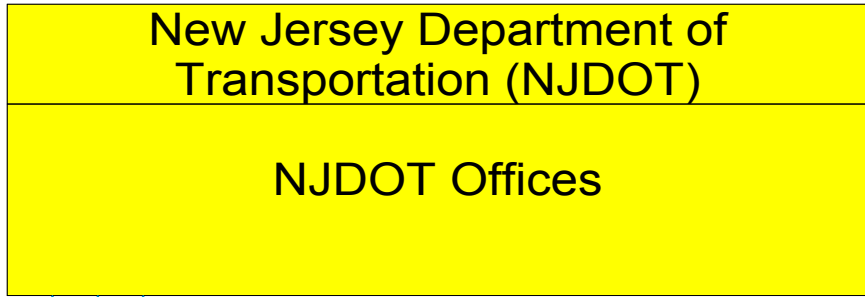 New Jersey Department of
Transportation (NJDOT)
NJDOT Offices